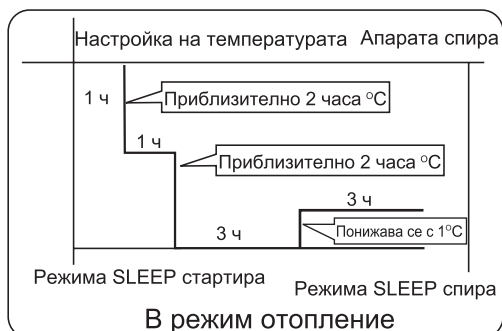 Настройка на температурата Апарата спира
1 ч
Приблизително 2 часа °C
1 ч
Приблизително 2 часа °C
3 ч
Понижава се с 1°C
3 ч
Режима SLEEP стартира
Режима SLEEP спира
В режим отопление